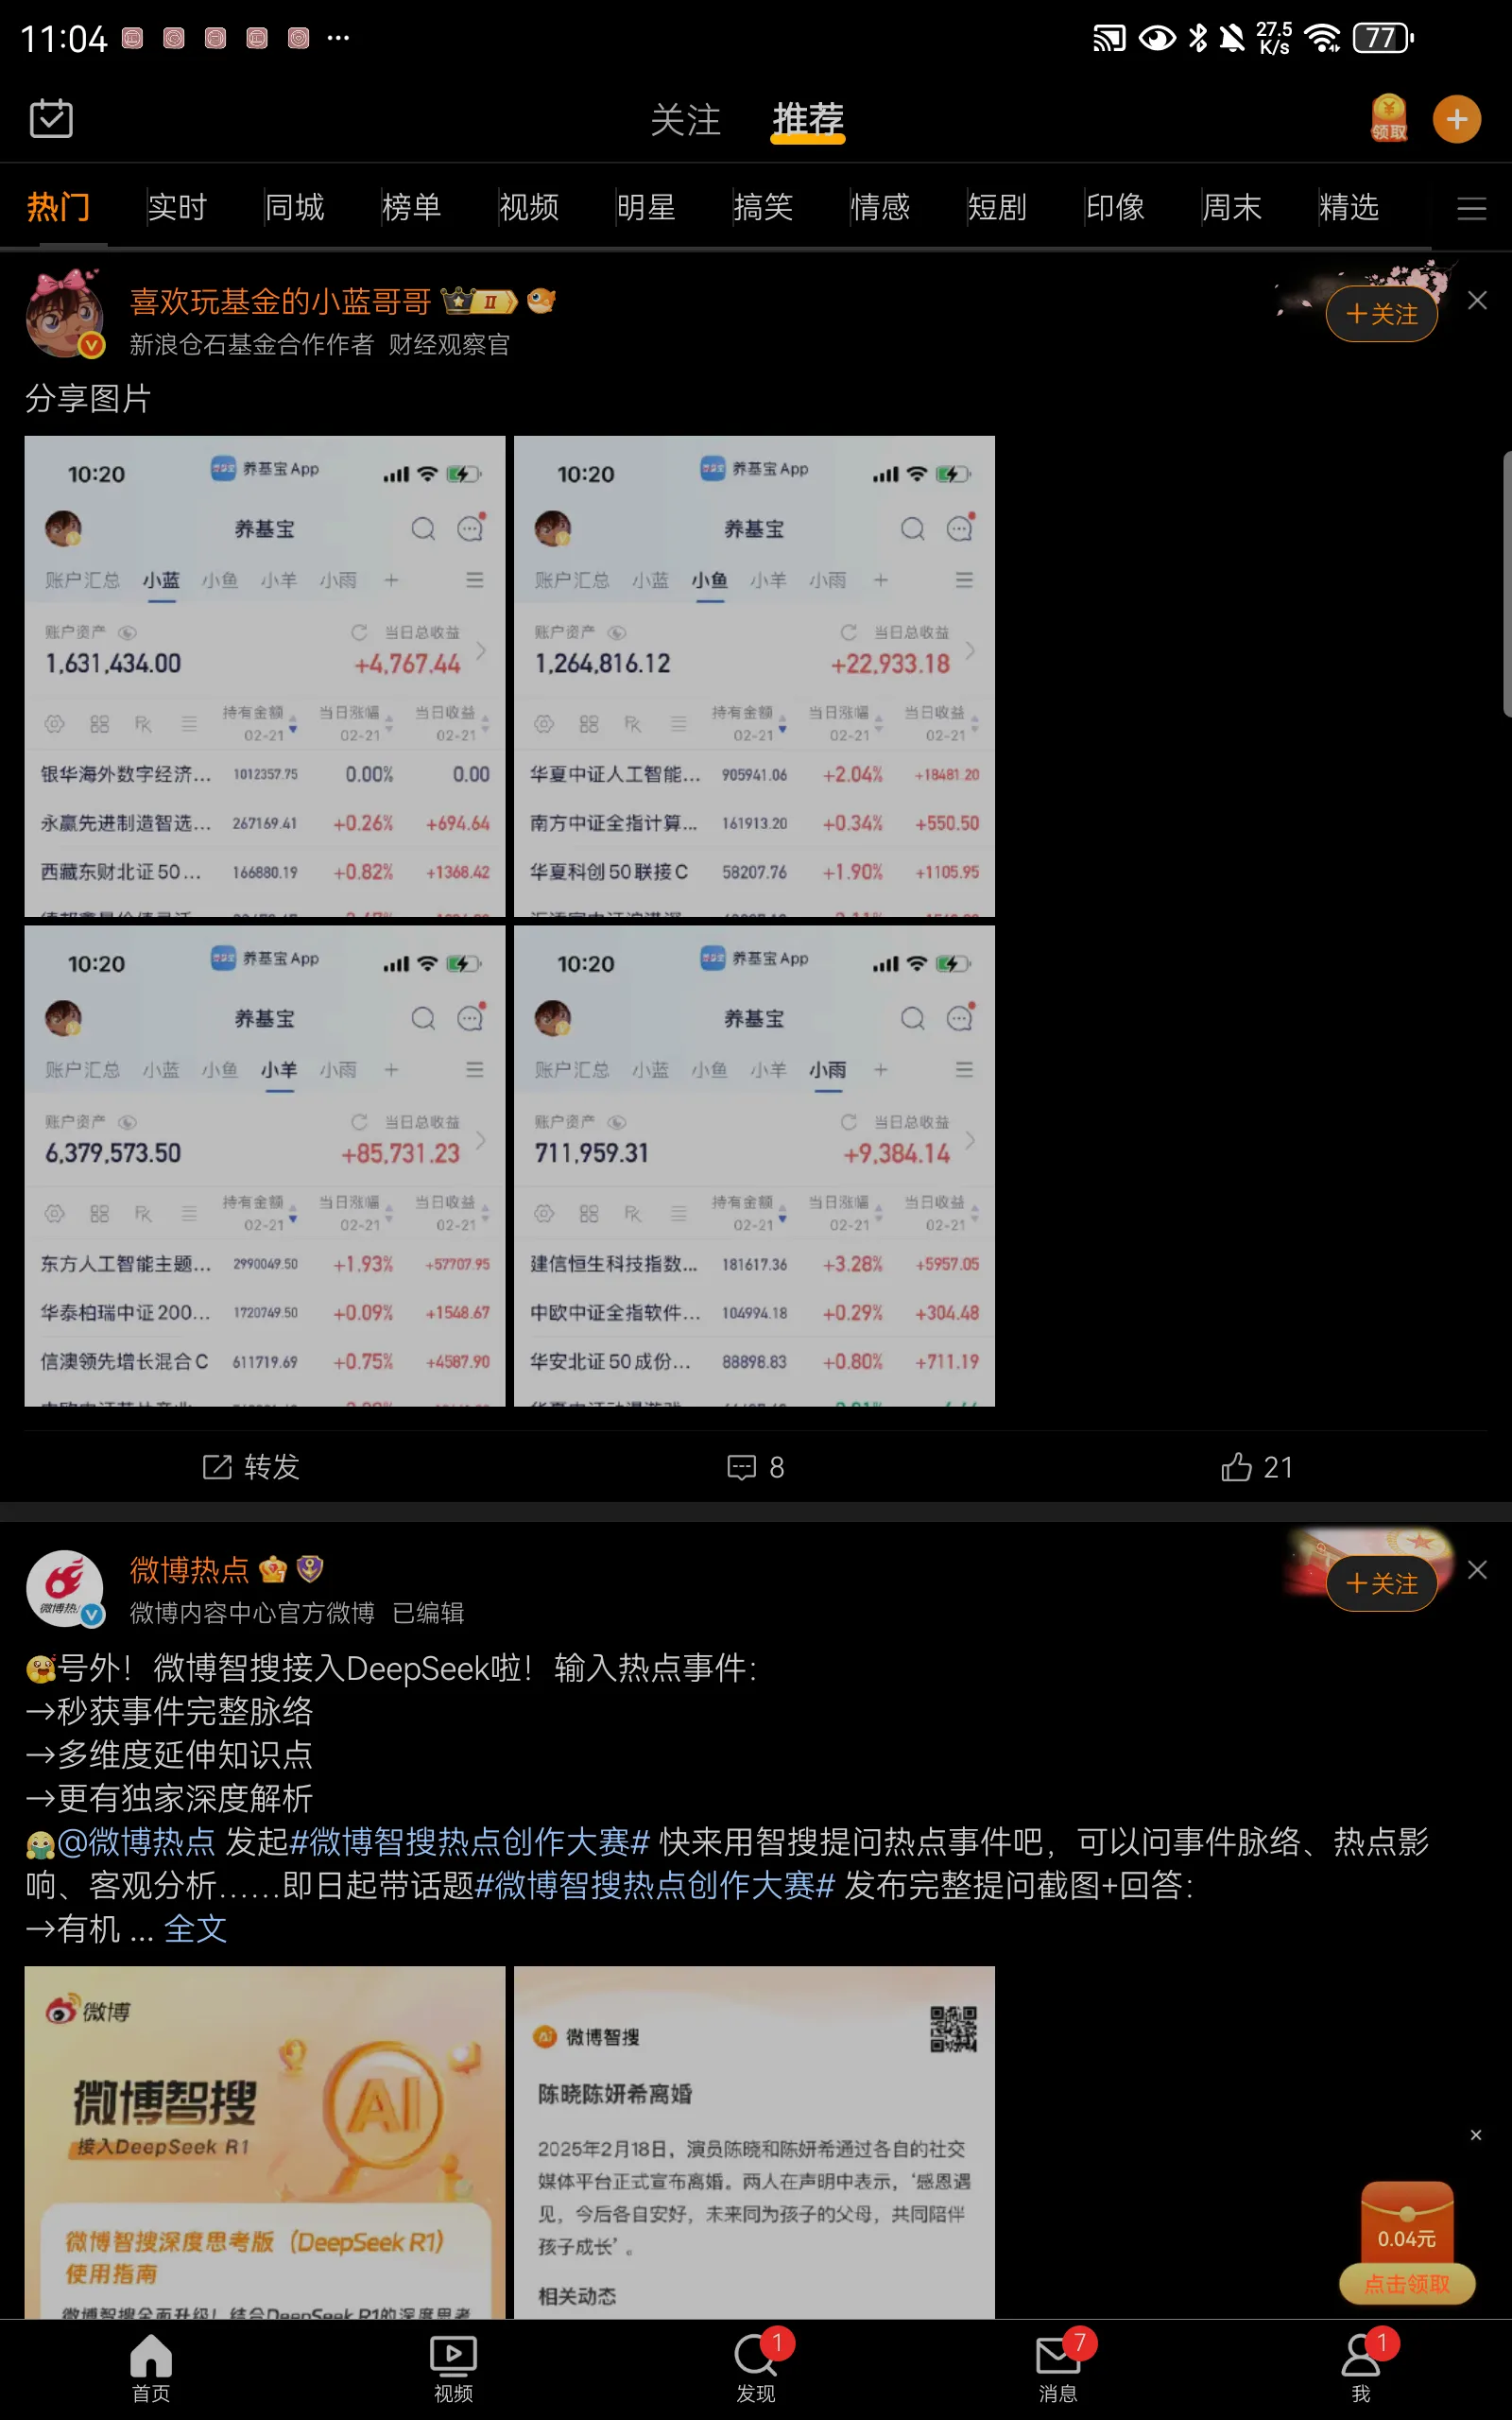 11:04
27.5
K/s
77
关注 推荐
领取
热门 实时 同城 榜单 视频 明星 搞笑 情感 短剧 印像 周末 精选
喜欢玩基金的小蓝哥哥 II
新浪仓石基金合作作者 财经观察官
+关注
分享图片
10:20 养基宝App
养基宝
账户汇总 小蓝 小鱼 小羊 小雨 +
账户资产 当日总收益
1,631,434.00 +4,767.44
持有金额 当日涨幅 当日收益
02-21 02-21 02-21
银华海外数字经济... 1012357.75 0.00% 0.00
永赢先进制造智选... 267169.41 +0.26% +694.64
西藏东财北证50... 166880.19 +0.82% +1368.42
10:20 养基宝App
养基宝
账户汇总 小蓝 小鱼 小羊 小雨 +
账户资产 当日总收益
1,264,816.12 +22,933.18
持有金额 当日涨幅 当日收益
02-21 02-21 02-21
华夏中证人工智能... 905941.06 +2.04% +18481.20
南方中证全指计算... 161913.20 +0.34% +550.50
华夏科创50联接C 58207.76 +1.90% +1105.95
10:20 养基宝App
养基宝
账户汇总 小蓝 小鱼 小羊 小雨 +
账户资产 当日总收益
6,379,573.50 +85,731.23
持有金额 当日涨幅 当日收益
02-21 02-21 02-21
东方人工智能主题... 2990049.50 +1.93% +57707.95
华泰柏瑞中证200... 1720749.50 +0.09% +1548.67
信澳领先增长混合C 611719.69 +0.75% +4587.90
10:20 养基宝App
养基宝
账户汇总 小蓝 小鱼 小羊 小雨 +
账户资产 当日总收益
711,959.31 +9,384.14
持有金额 当日涨幅 当日收益
02-21 02-21 02-21
建信恒生科技指数... 181617.36 +3.28% +5957.05
中欧中证全指软件... 104994.18 +0.29% +304.48
华安北证50成份... 88898.83 +0.80% +711.19
转发 8 21
微博热点
微博内容中心官方微博 已编辑
+关注
号外！微博智搜接入DeepSeek啦！输入热点事件：
→秒获事件完整脉络
→多维度延伸知识点
→更有独家深度解析
@微博热点 发起#微博智搜热点创作大赛# 快来用智搜提问热点事件吧，可以问事件脉络、热点影
响、客观分析……即日起带话题#微博智搜热点创作大赛# 发布完整提问截图+回答：
→有机 ... 全文
微博
微博智搜
接入DeepSeek R1
AI
微博智搜深度思考版（DeepSeek R1）
使用指南
微博智搜全面升级！结合DeepSeek R1的深度思考
微博智搜
陈晓陈妍希离婚
2025年2月18日，演员陈晓和陈妍希通过各自的社交
媒体平台正式宣布离婚。两人在声明中表示，‘感恩遇
见，今后各自安好，未来同为孩子的父母，共同陪伴
孩子成长’。
相关动态
0.04元
点击领取
首页 视频 发现 消息 我
1 7 1